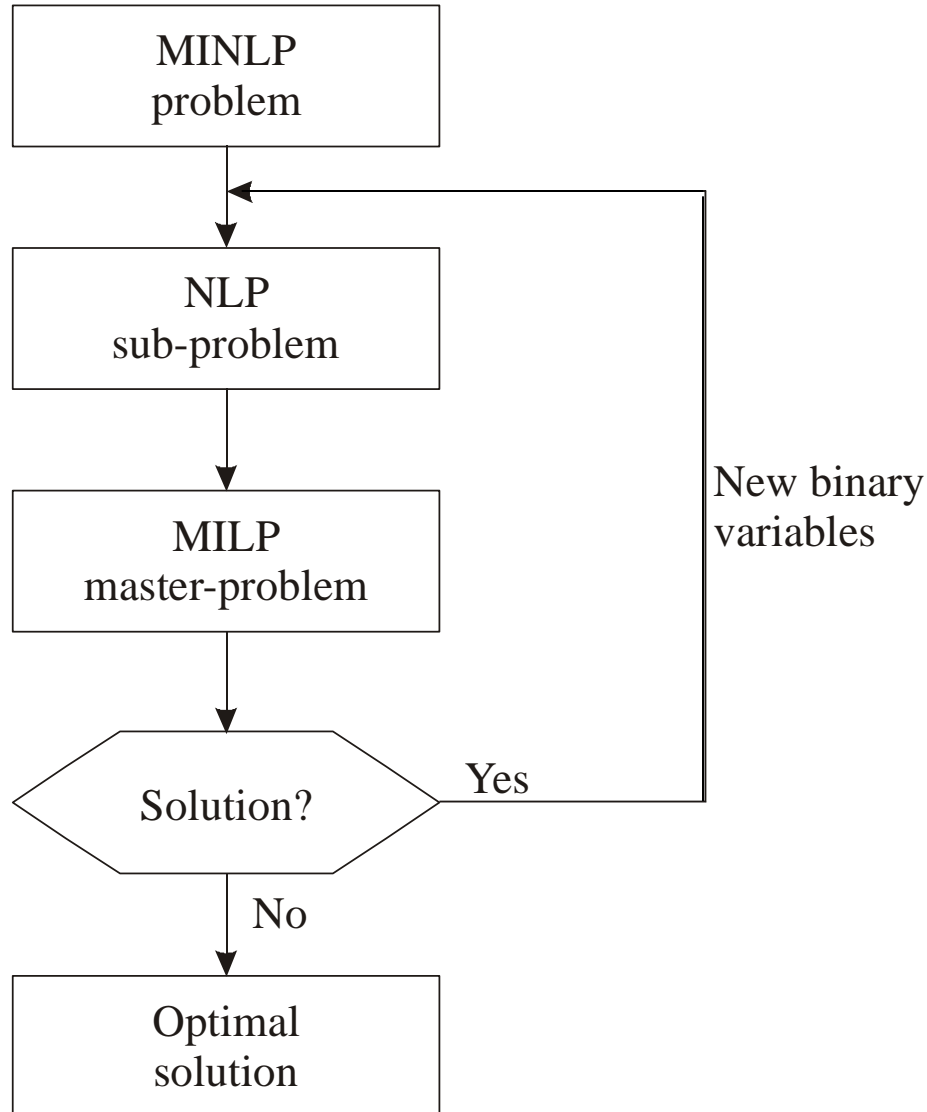 MINLP
problem
NLP
sub-problem
MILP
master-problem
New binary
variables
Solution?
Yes
No
Optimal
solution